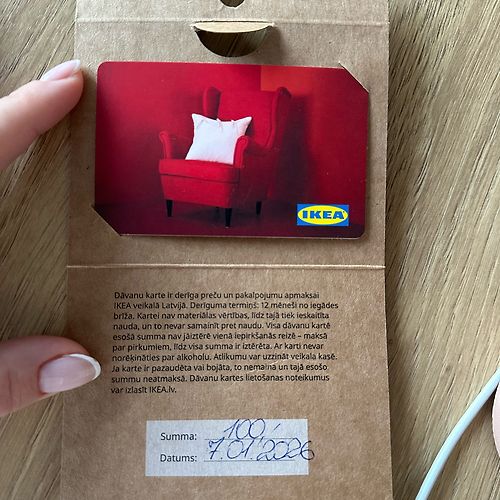 IKEA
Dāvanu karte ir derīga preču un pakalpojumu apmaksai
IKEA veikalā Latvijā. Derīguma termiņš: 12 mēneši no iegādes
brīža. Kartei nav materiālas vērtības, līdz tajā tiek ieskaitīta
nauda, un to nevar samainīt pret naudu. Visa dāvanu kartē
esošā summa nav jāiztērē vienā iepirkšanās reizē – maksā
par pirkumiem, līdz visa summa ir iztērēta. Ar karti nevar
norēķināties par alkoholu. Atlikumu var uzzināt veikala kasē.
Ja karte ir pazaudēta vai bojāta, to nemaina un tajā esošo
summu neatmaksā. Dāvanu kartes lietošanas noteikumus
var izlasīt IKEA.lv.
Summa: 100,-
Datums: 7.01.2026